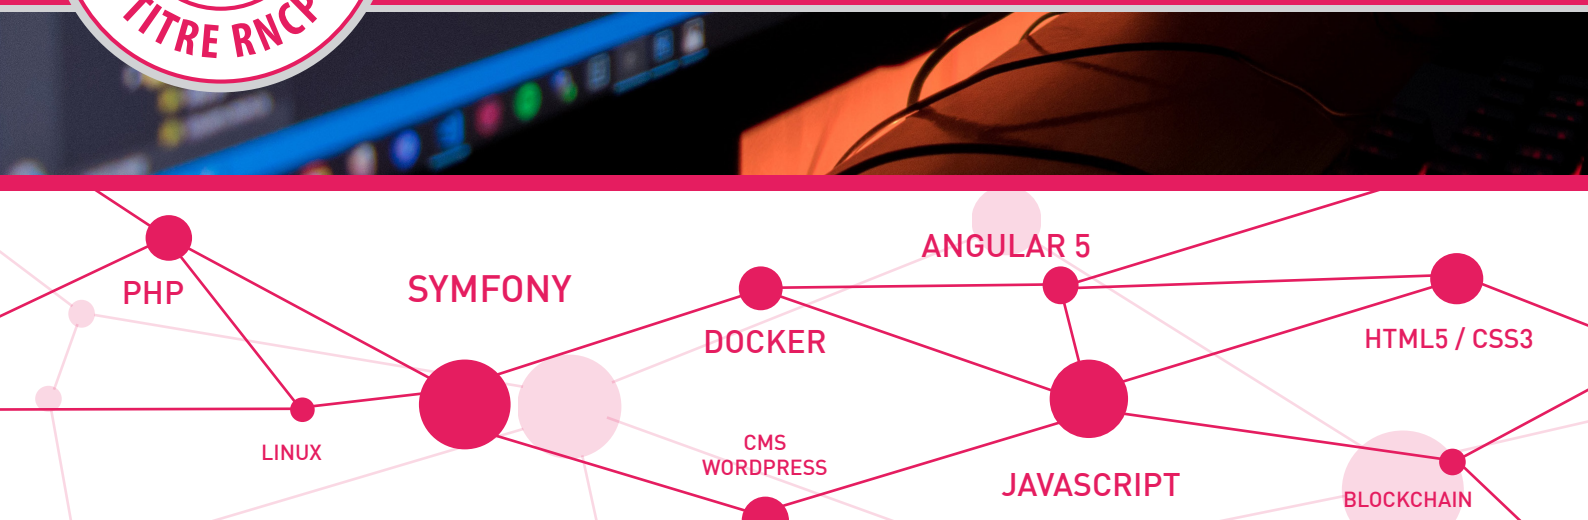 TITRE RNCP
ANGULAR 5
PHP
SYMFONY
DOCKER
HTML5 / CSS3
LINUX
CMS
WORDPRESS
JAVASCRIPT
BLOCKCHAIN